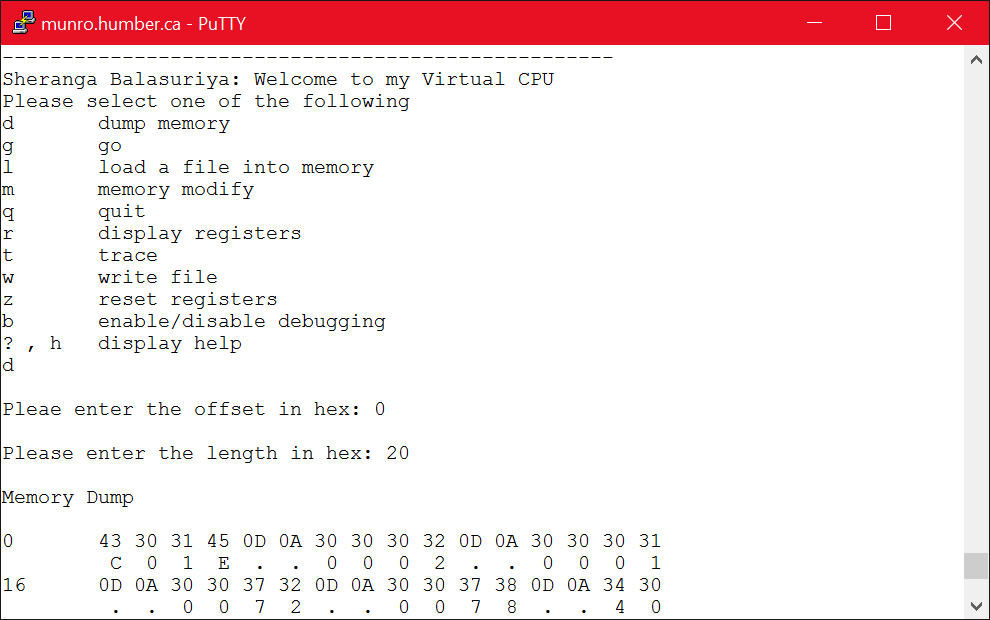 munro.humber.ca - PuTTY
---------------------------------------------------
Sheranga Balasuriya: Welcome to my Virtual CPU
Please select one of the following
d       dump memory
g       go
l       load a file into memory
m       memory modify
q       quit
r       display registers
t       trace
w       write file
z       reset registers
b       enable/disable debugging
? , h   display help
d
Pleae enter the offset in hex: 0
Please enter the length in hex: 20
Memory Dump
0       43 30 31 45 0D 0A 30 30 30 32 0D 0A 30 30 30 31
         C  0  1  E  .  .  0  0  0  2  .  .  0  0  0  1
16      0D 0A 30 30 37 32 0D 0A 30 30 37 38 0D 0A 34 30
         .  .  0  0  7  2  .  .  0  0  7  8  .  .  4  0